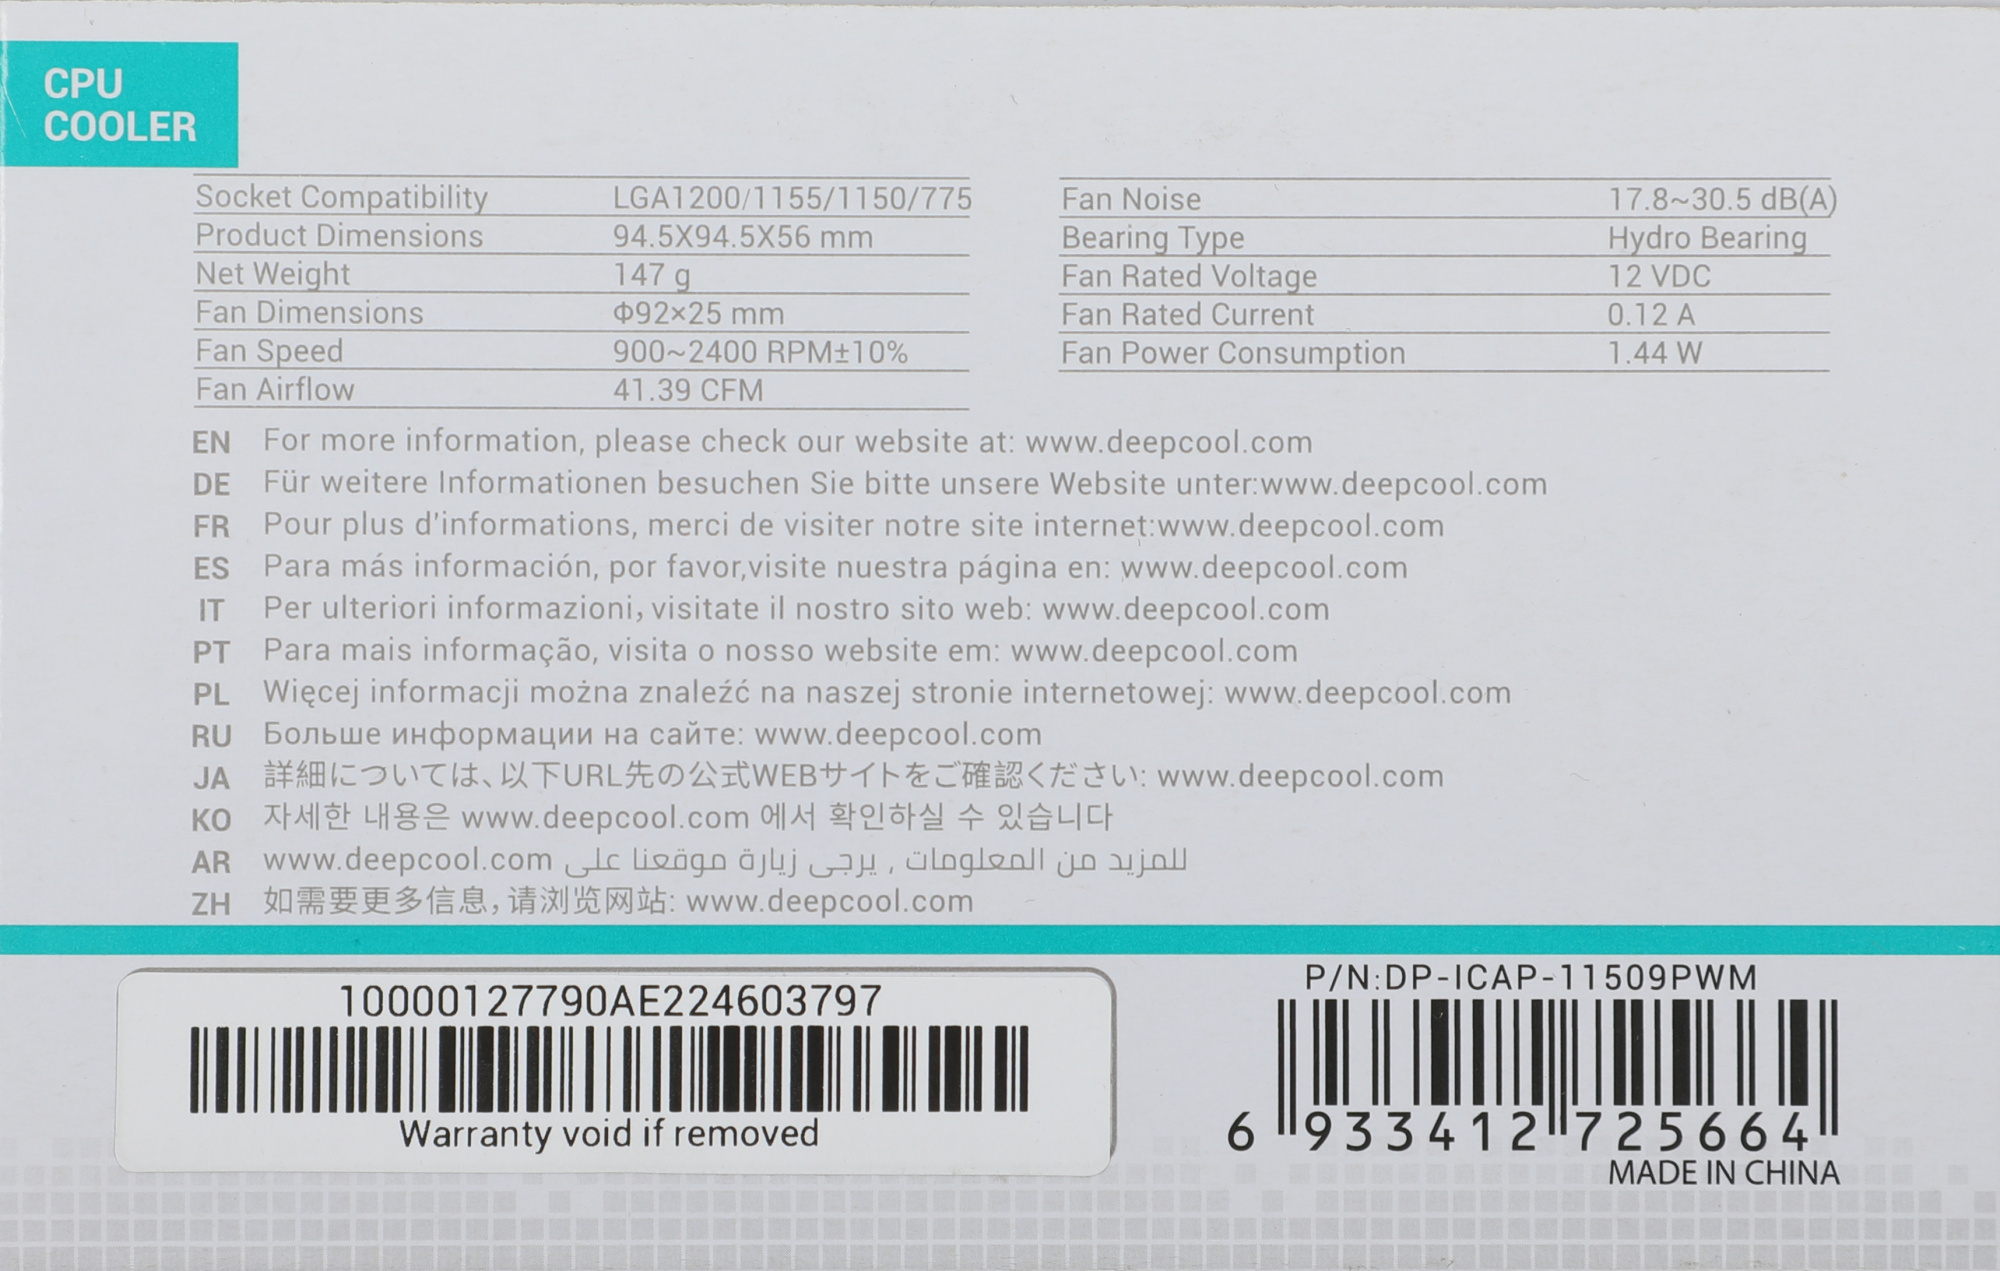 CPU
COOLER
Socket Compatibility LGA1200/1155/1150/775
Product Dimensions 94.5X94.5X56 mm
Net Weight 147 g
Fan Dimensions Φ92×25 mm
Fan Speed 900~2400 RPM±10%
Fan Airflow 41.39 CFM
Fan Noise 17.8~30.5 dB(A)
Bearing Type Hydro Bearing
Fan Rated Voltage 12 VDC
Fan Rated Current 0.12 A
Fan Power Consumption 1.44 W
EN For more information, please check our website at: www.deepcool.com
DE Für weitere Informationen besuchen Sie bitte unsere Website unter:www.deepcool.com
FR Pour plus d'informations, merci de visiter notre site internet:www.deepcool.com
ES Para más información, por favor,visite nuestra página en: www.deepcool.com
IT Per ulteriori informazioni, visitate il nostro sito web: www.deepcool.com
PT Para mais informação, visita o nosso website em: www.deepcool.com
PL Więcej informacji można znaleźć na naszej stronie internetowej: www.deepcool.com
RU Больше информации на сайте: www.deepcool.com
JA 詳細については、以下URL先の公式WEBサイトをご確認ください: www.deepcool.com
KO 자세한 내용은 www.deepcool.com 에서 확인하실 수 있습니다
AR للمزيد من المعلومات , يرجى زيارة موقعنا على www.deepcool.com
ZH 如需要更多信息,请浏览网站: www.deepcool.com
10000127790AE224603797
Warranty void if removed
P/N:DP-ICAP-11509PWM
6 933412 725664
MADE IN CHINA